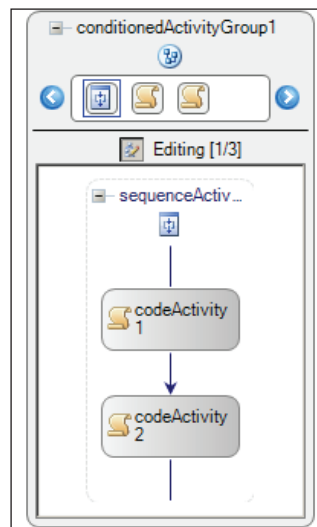 conditionedActivityGroup1
Editing [1/3]
sequenceActiv...
codeActivity
1
codeActivity
2